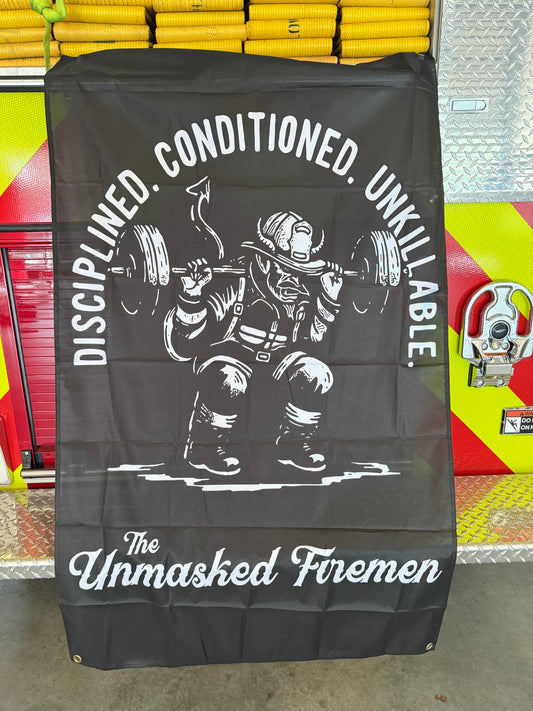 DISCIPLINED. CONDITIONED. UNKILLABLE.
The
Unmasked Firemen